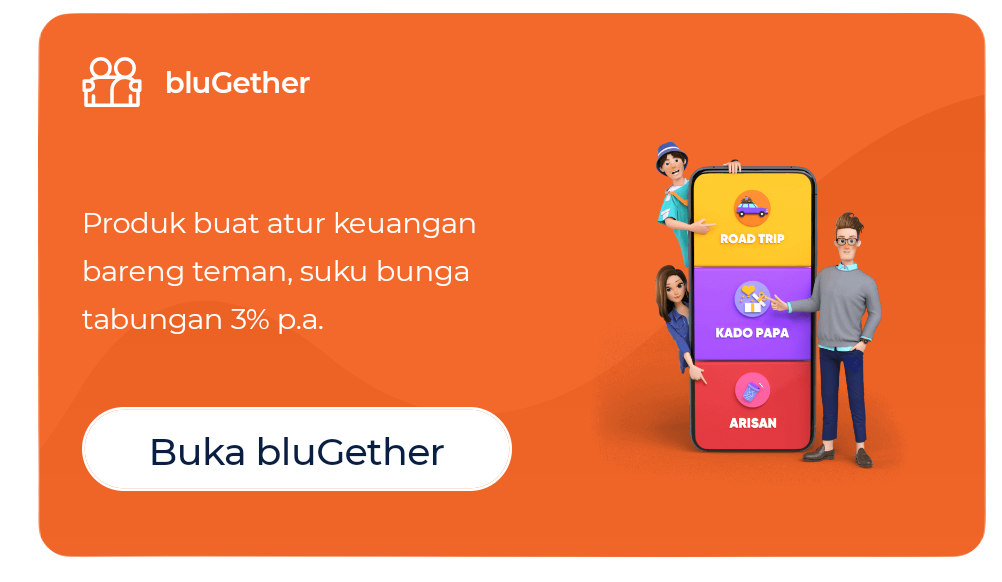 bluGether
Produk buat atur keuangan
bareng teman, suku bunga
tabungan 3% p.a.
Buka bluGether
ROAD TRIP
KADO PAPA
ARISAN